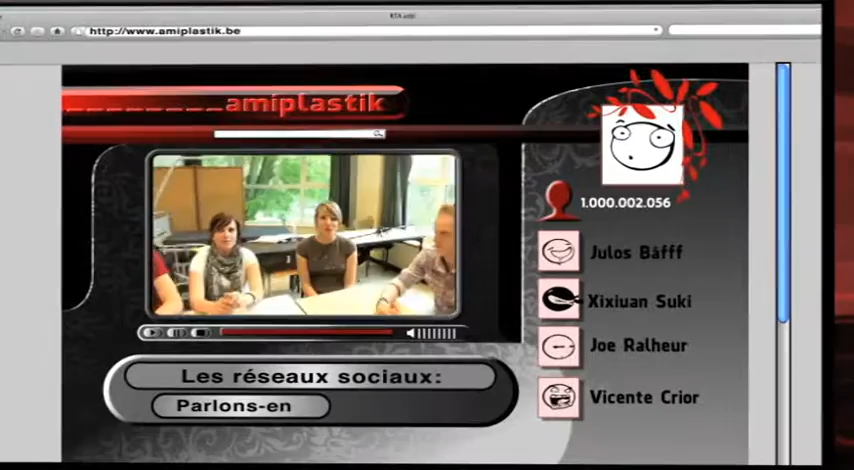 http://www.amiplastik.be
amiplastik
1.000.002.056
Julos Bâfff
Xixiuan Suki
Joe Ralheur
Vicente Crior
Les réseaux sociaux:
Parlons-en